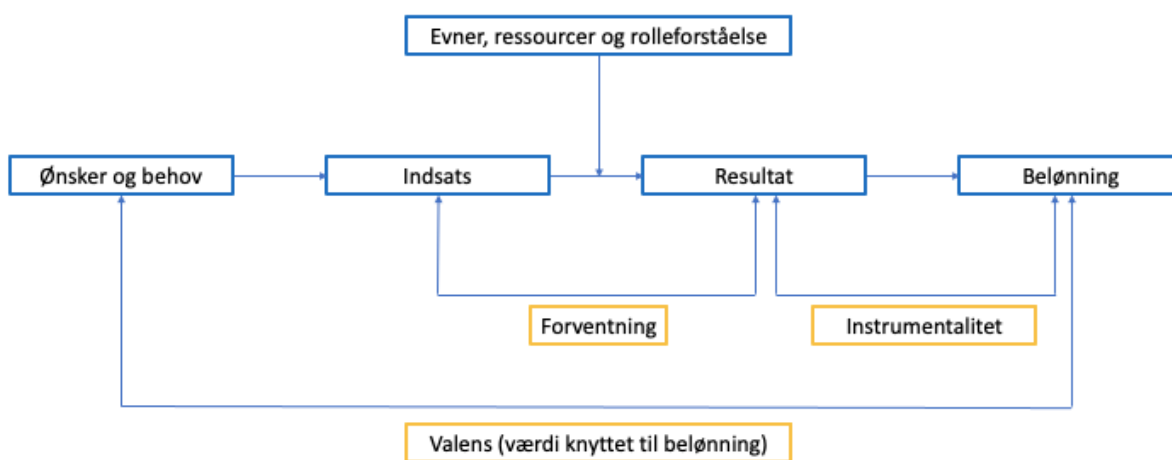 Evner, ressourcer og rolleforståelse
Ønsker og behov
Indsats
Resultat
Belønning
Forventning
Instrumentalitet
Valens (værdi knyttet til belønning)